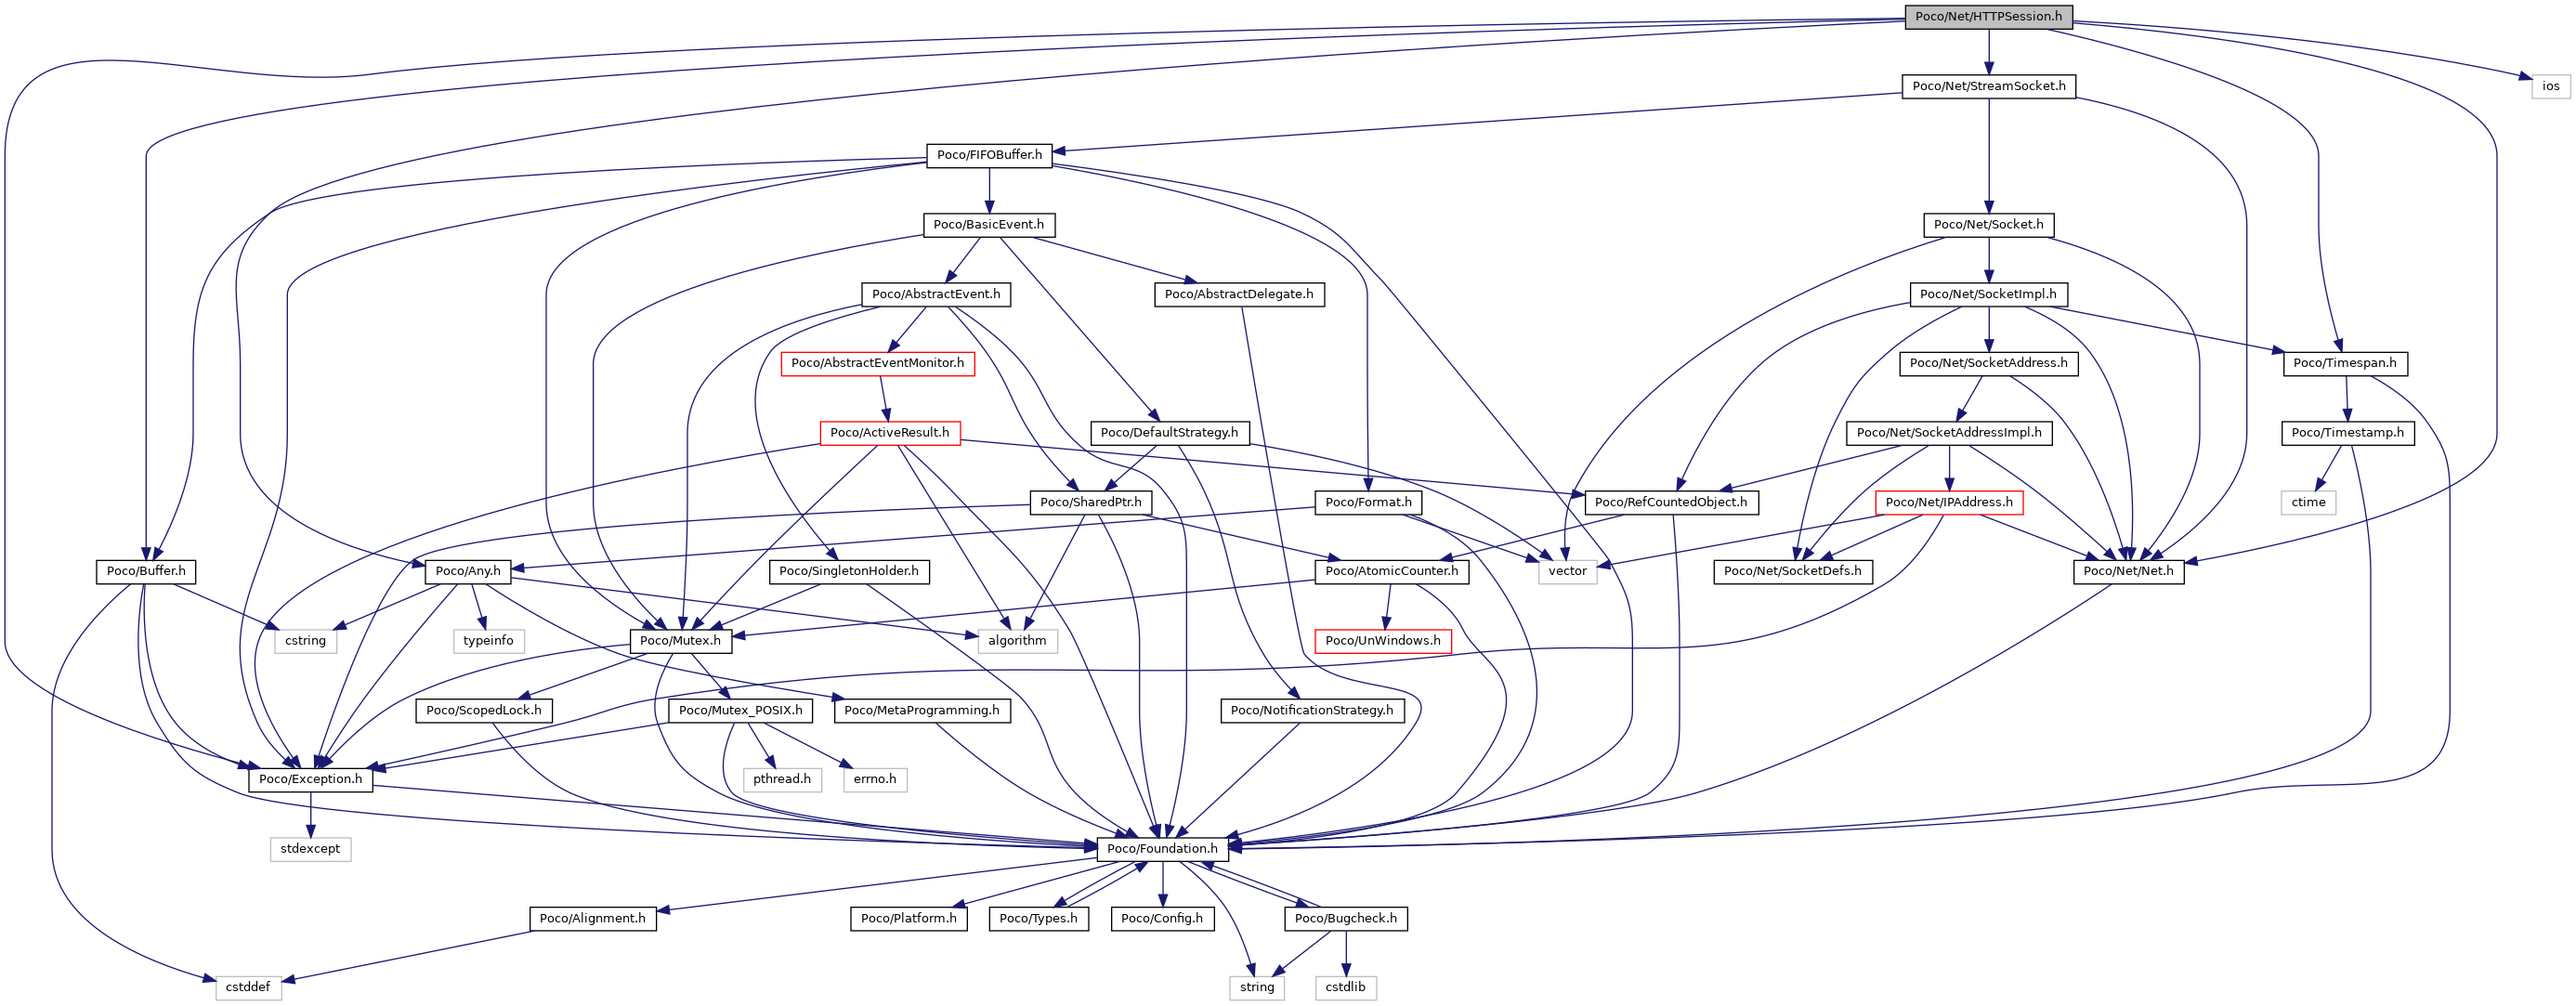 Poco/Net/HTTPSession.h
Poco/Net/StreamSocket.h
ios
Poco/FIFOBuffer.h
Poco/BasicEvent.h
Poco/Net/Socket.h
Poco/AbstractEvent.h
Poco/AbstractDelegate.h
Poco/Net/SocketImpl.h
Poco/AbstractEventMonitor.h
Poco/Net/SocketAddress.h
Poco/Timespan.h
Poco/ActiveResult.h
Poco/DefaultStrategy.h
Poco/Net/SocketAddressImpl.h
Poco/Timestamp.h
Poco/SharedPtr.h
Poco/Format.h
Poco/RefCountedObject.h
Poco/Net/IPAddress.h
ctime
Poco/Buffer.h
Poco/Any.h
Poco/SingletonHolder.h
Poco/AtomicCounter.h
vector
Poco/Net/SocketDefs.h
Poco/Net/Net.h
cstring
typeinfo
Poco/Mutex.h
algorithm
Poco/UnWindows.h
Poco/ScopedLock.h
Poco/Mutex_POSIX.h
Poco/MetaProgramming.h
Poco/NotificationStrategy.h
Poco/Exception.h
pthread.h
errno.h
stdexcept
Poco/Foundation.h
Poco/Alignment.h
Poco/Platform.h
Poco/Types.h
Poco/Config.h
Poco/Bugcheck.h
cstddef
string
cstdlib